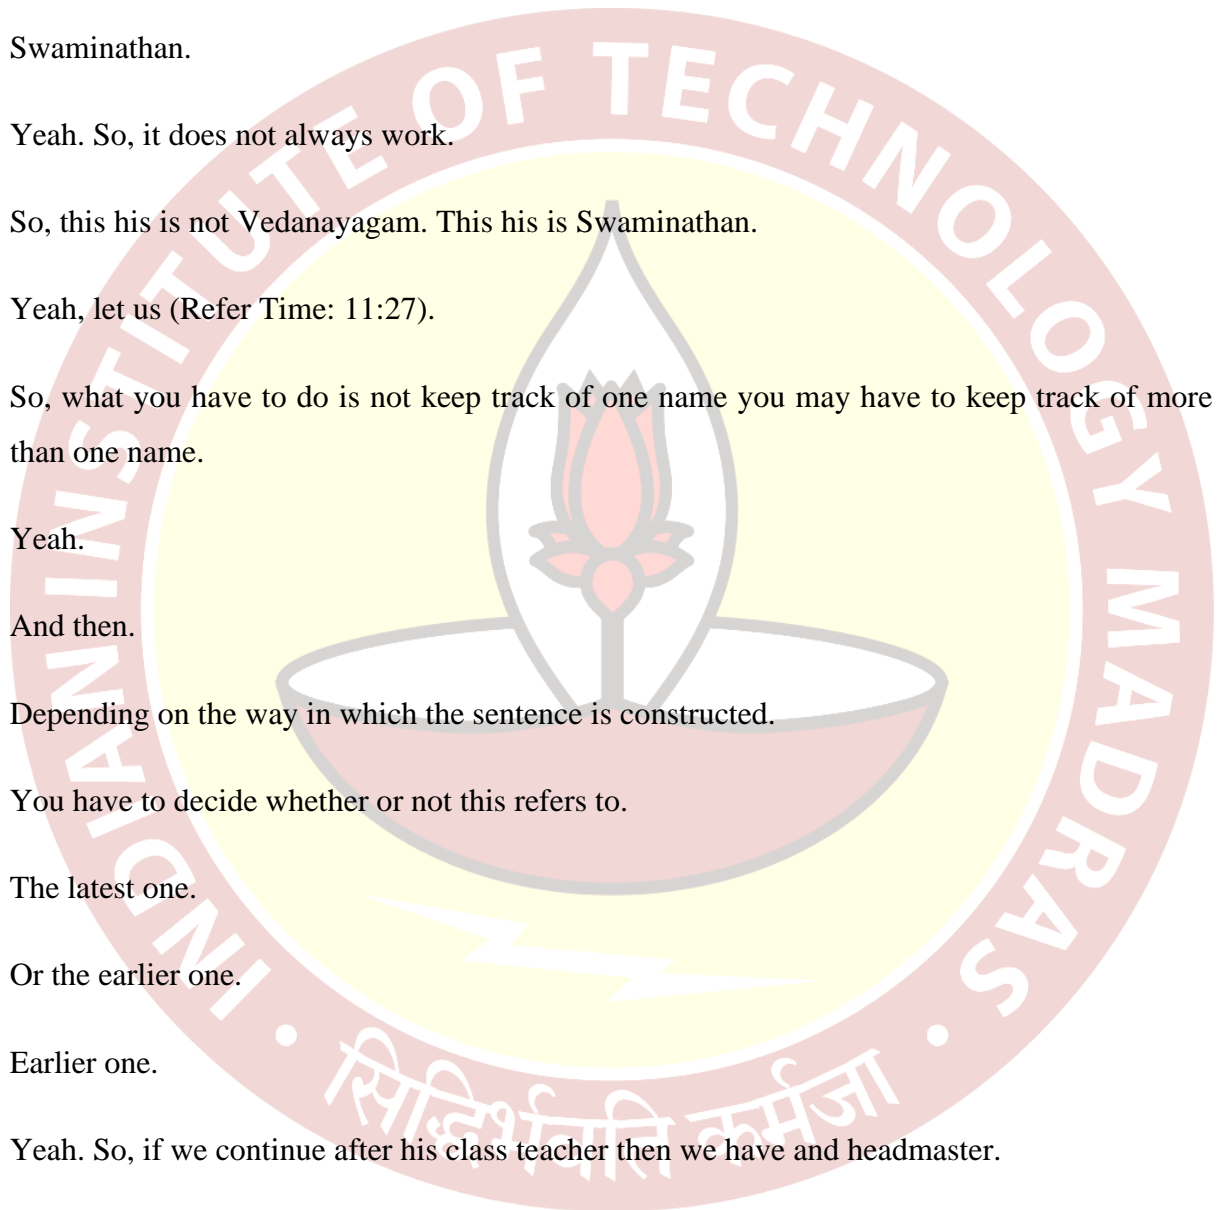 Swaminathan.
Yeah. So, it does not always work.
So, this his is not Vedanayagam. This his is Swaminathan.
Yeah, let us (Refer Time: 11:27).
So, what you have to do is not keep track of one name you may have to keep track of more
than one name.
Yeah.
And then.
Depending on the way in which the sentence is constructed.
You have to decide whether or not this refers to.
The latest one.
Or the earlier one.
Earlier one.
Yeah. So, if we continue after his class teacher then we have and headmaster.
INDIAN INSTITUTE OF TECHNOLOGY MADRAS
सिद्धिर्भवति कर्मजा